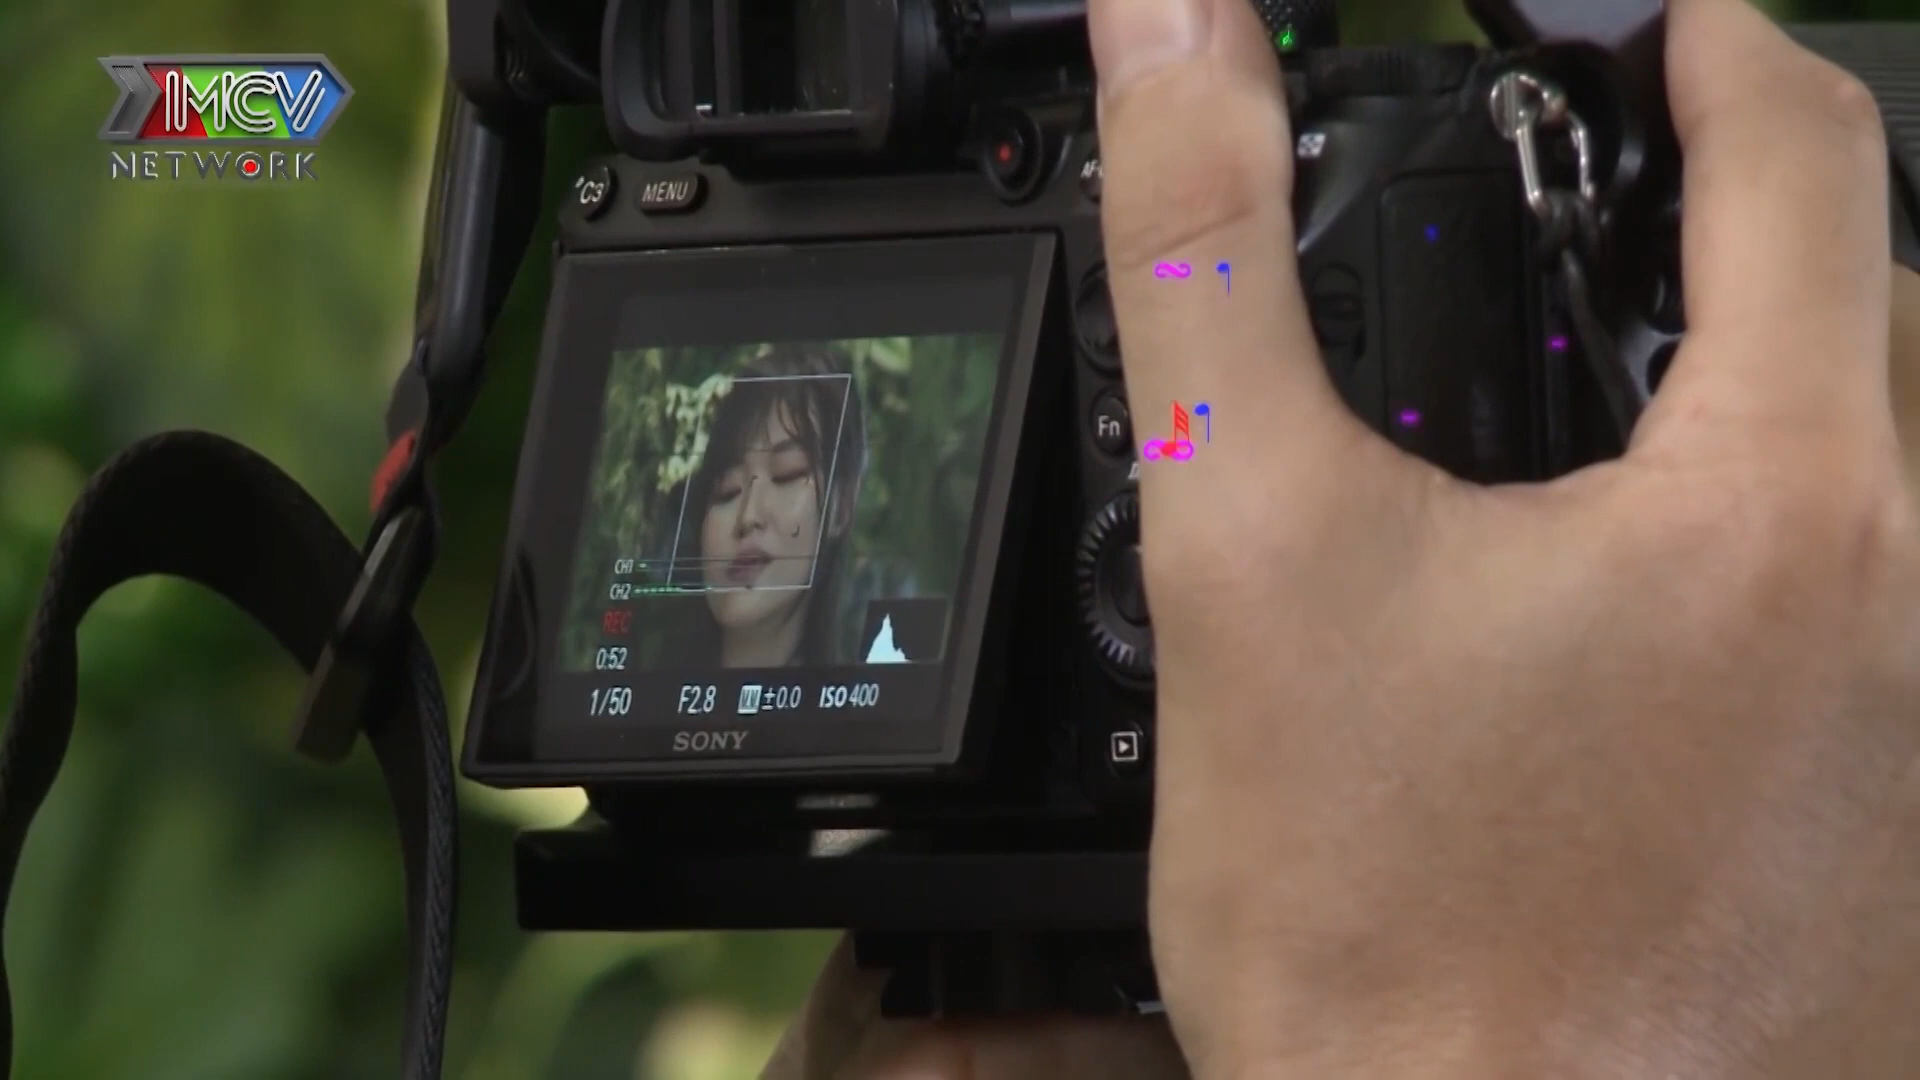 MCV
NETWORK
C3
MENU
Fn
CH1
CH2
REC
0:52
1/50 F2.8 ±0.0 ISO 400
SONY